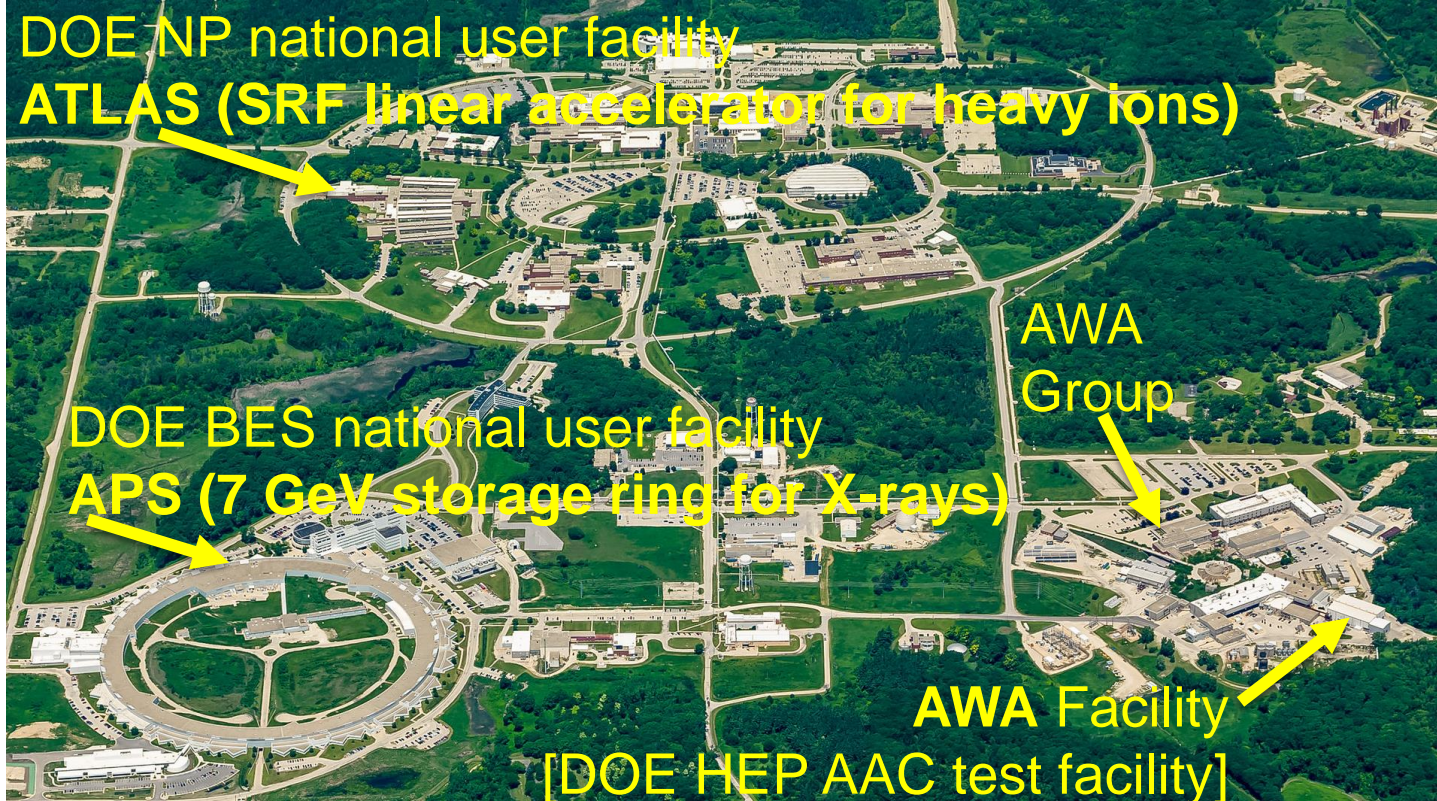 DOE NP national user facility
ATLAS (SRF linear accelerator for heavy ions)
AWA
Group
DOE BES national user facility
APS (7 GeV storage ring for X-rays)
AWA Facility
[DOE HEP AAC test facility]